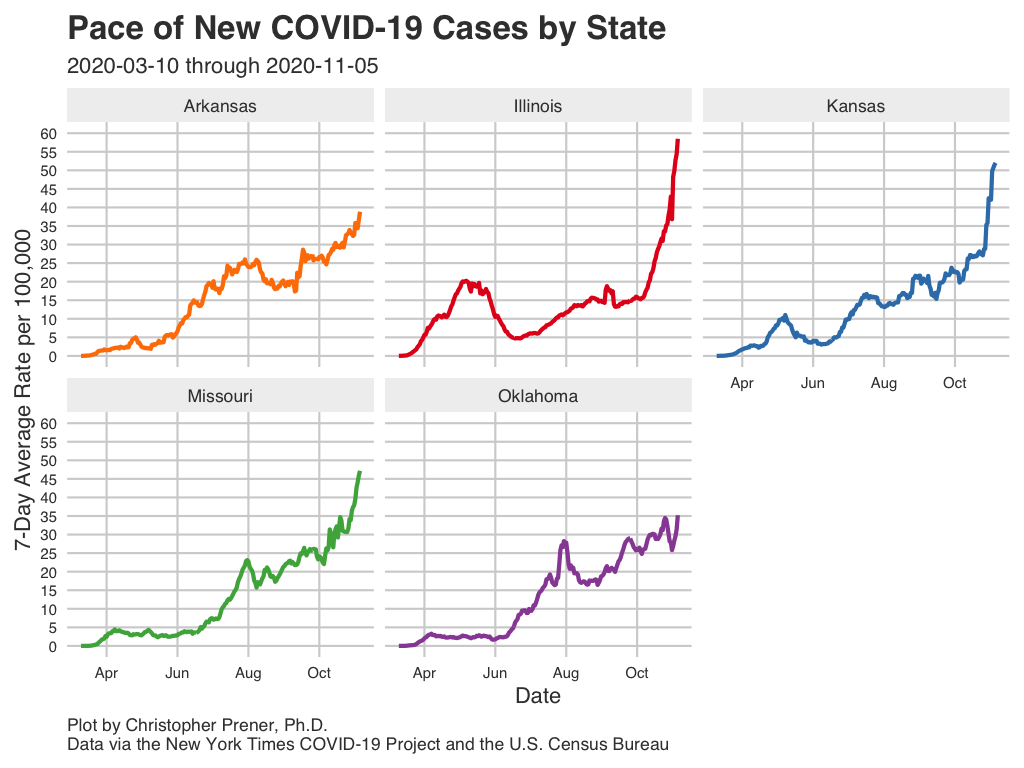 Pace of New COVID-19 Cases by State
2020-03-10 through 2020-11-05
Arkansas
Illinois
Kansas
60
55
50
45
40
35
30
25
20
15
10
5
0
Apr Jun Aug Oct
Missouri
Oklahoma
60
55
50
45
40
35
30
25
20
15
10
5
0
Apr Jun Aug Oct
Apr Jun Aug Oct
7-Day Average Rate per 100,000
Date
Plot by Christopher Prener, Ph.D.
Data via the New York Times COVID-19 Project and the U.S. Census Bureau